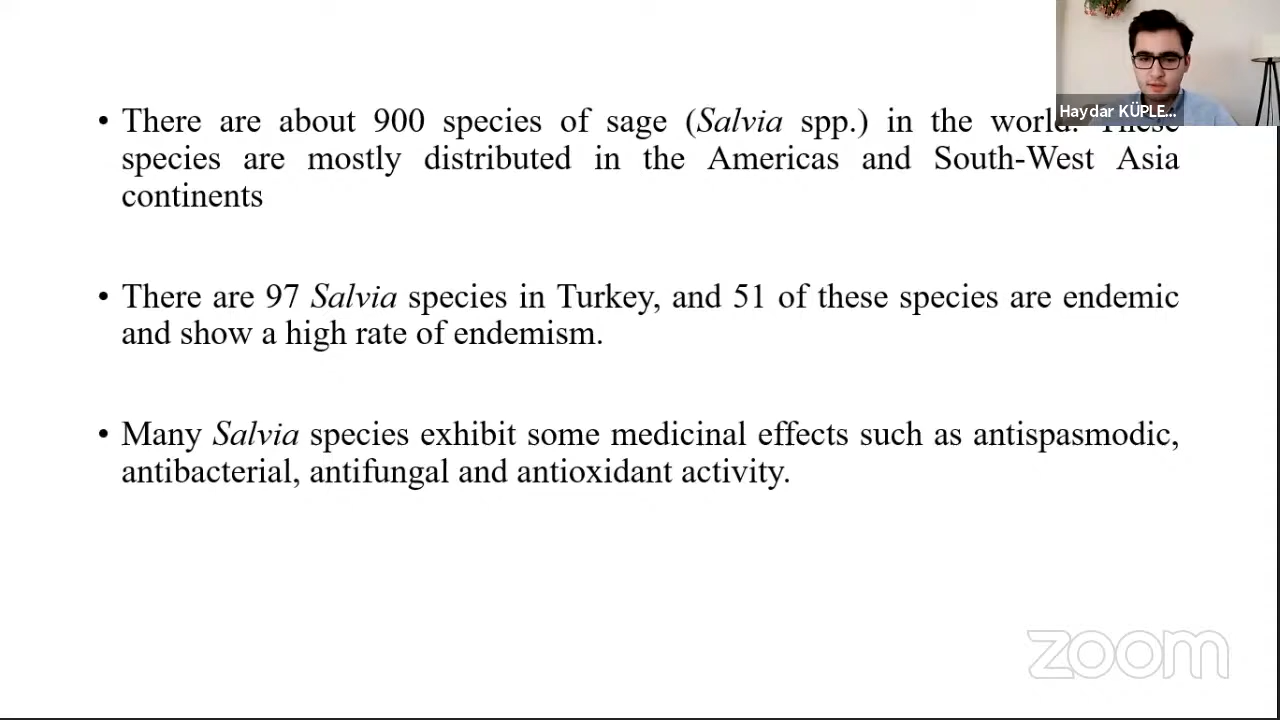 Haydar KÜPLE...
• There are about 900 species of sage (Salvia spp.) in the world. These
species are mostly distributed in the Americas and South-West Asia
continents
• There are 97 Salvia species in Turkey, and 51 of these species are endemic
and show a high rate of endemism.
• Many Salvia species exhibit some medicinal effects such as antispasmodic,
antibacterial, antifungal and antioxidant activity.
zoom